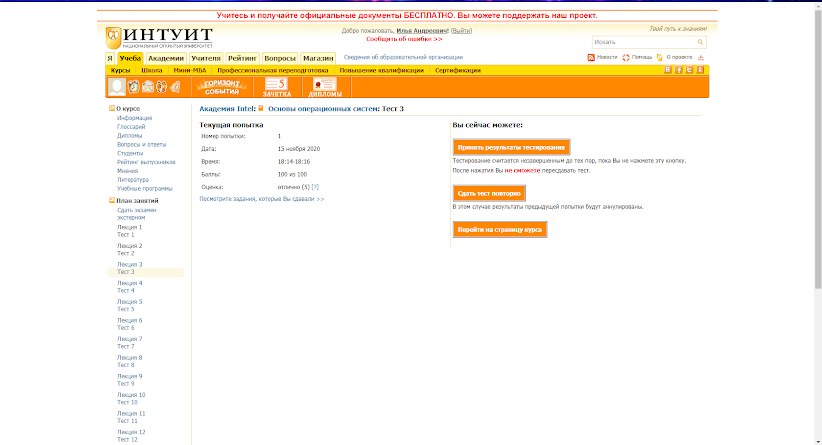 Учитесь и получайте официальные документы БЕСПЛАТНО. Вы можете поддержать наш проект.
ИНТУИТ
НАЦИОНАЛЬНЫЙ ОТКРЫТЫЙ УНИВЕРСИТЕТ
Добро пожаловать, Илья Андреевич! (Выйти)
Сообщить об ошибке >>
Твой путь к знаниям!
Искать
Я Учеба Академии Учителя Рейтинг Вопросы Магазин
Сведения об образовательной организации
Новости Помощь О проекте
Курсы Школа Мини-МБА Профессиональная переподготовка Повышение квалификации Сертификации
ГОРИЗОНТ СОБЫТИЙ
5
ЗАЧЕТКА
ДИПЛОМЫ
О курсе
Информация
Глоссарий
Дипломы
Вопросы и ответы
Студенты
Рейтинг выпускников
Мнения
Литература
Учебные программы
План занятий
Сдать экзамен
экстерном
Лекция 1
Тест 1
Лекция 2
Тест 2
Лекция 3
Тест 3
Лекция 4
Тест 4
Лекция 5
Тест 5
Лекция 6
Тест 6
Лекция 7
Тест 7
Лекция 8
Тест 8
Лекция 9
Тест 9
Лекция 10
Тест 10
Лекция 11
Тест 11
Лекция 12
Тест 12
Академия Intel: Основы операционных систем: Тест 3
Текущая попытка
Номер попытки: 1
Дата: 15 ноября 2020
Время: 18:14-18:16
Баллы: 100 из 100
Оценка: отлично (5) [?]
Посмотрите задания, которые Вы сдавали >>
Вы сейчас можете:
Принять результаты тестирования
Тестирование считается незавершенным до тех пор, пока Вы не нажмете эту кнопку.
После нажатия Вы не сможете пересдавать тест.
Сдать тест повторно
В этом случае результаты предыдущей попытки будут аннулированы.
Перейти на страницу курса